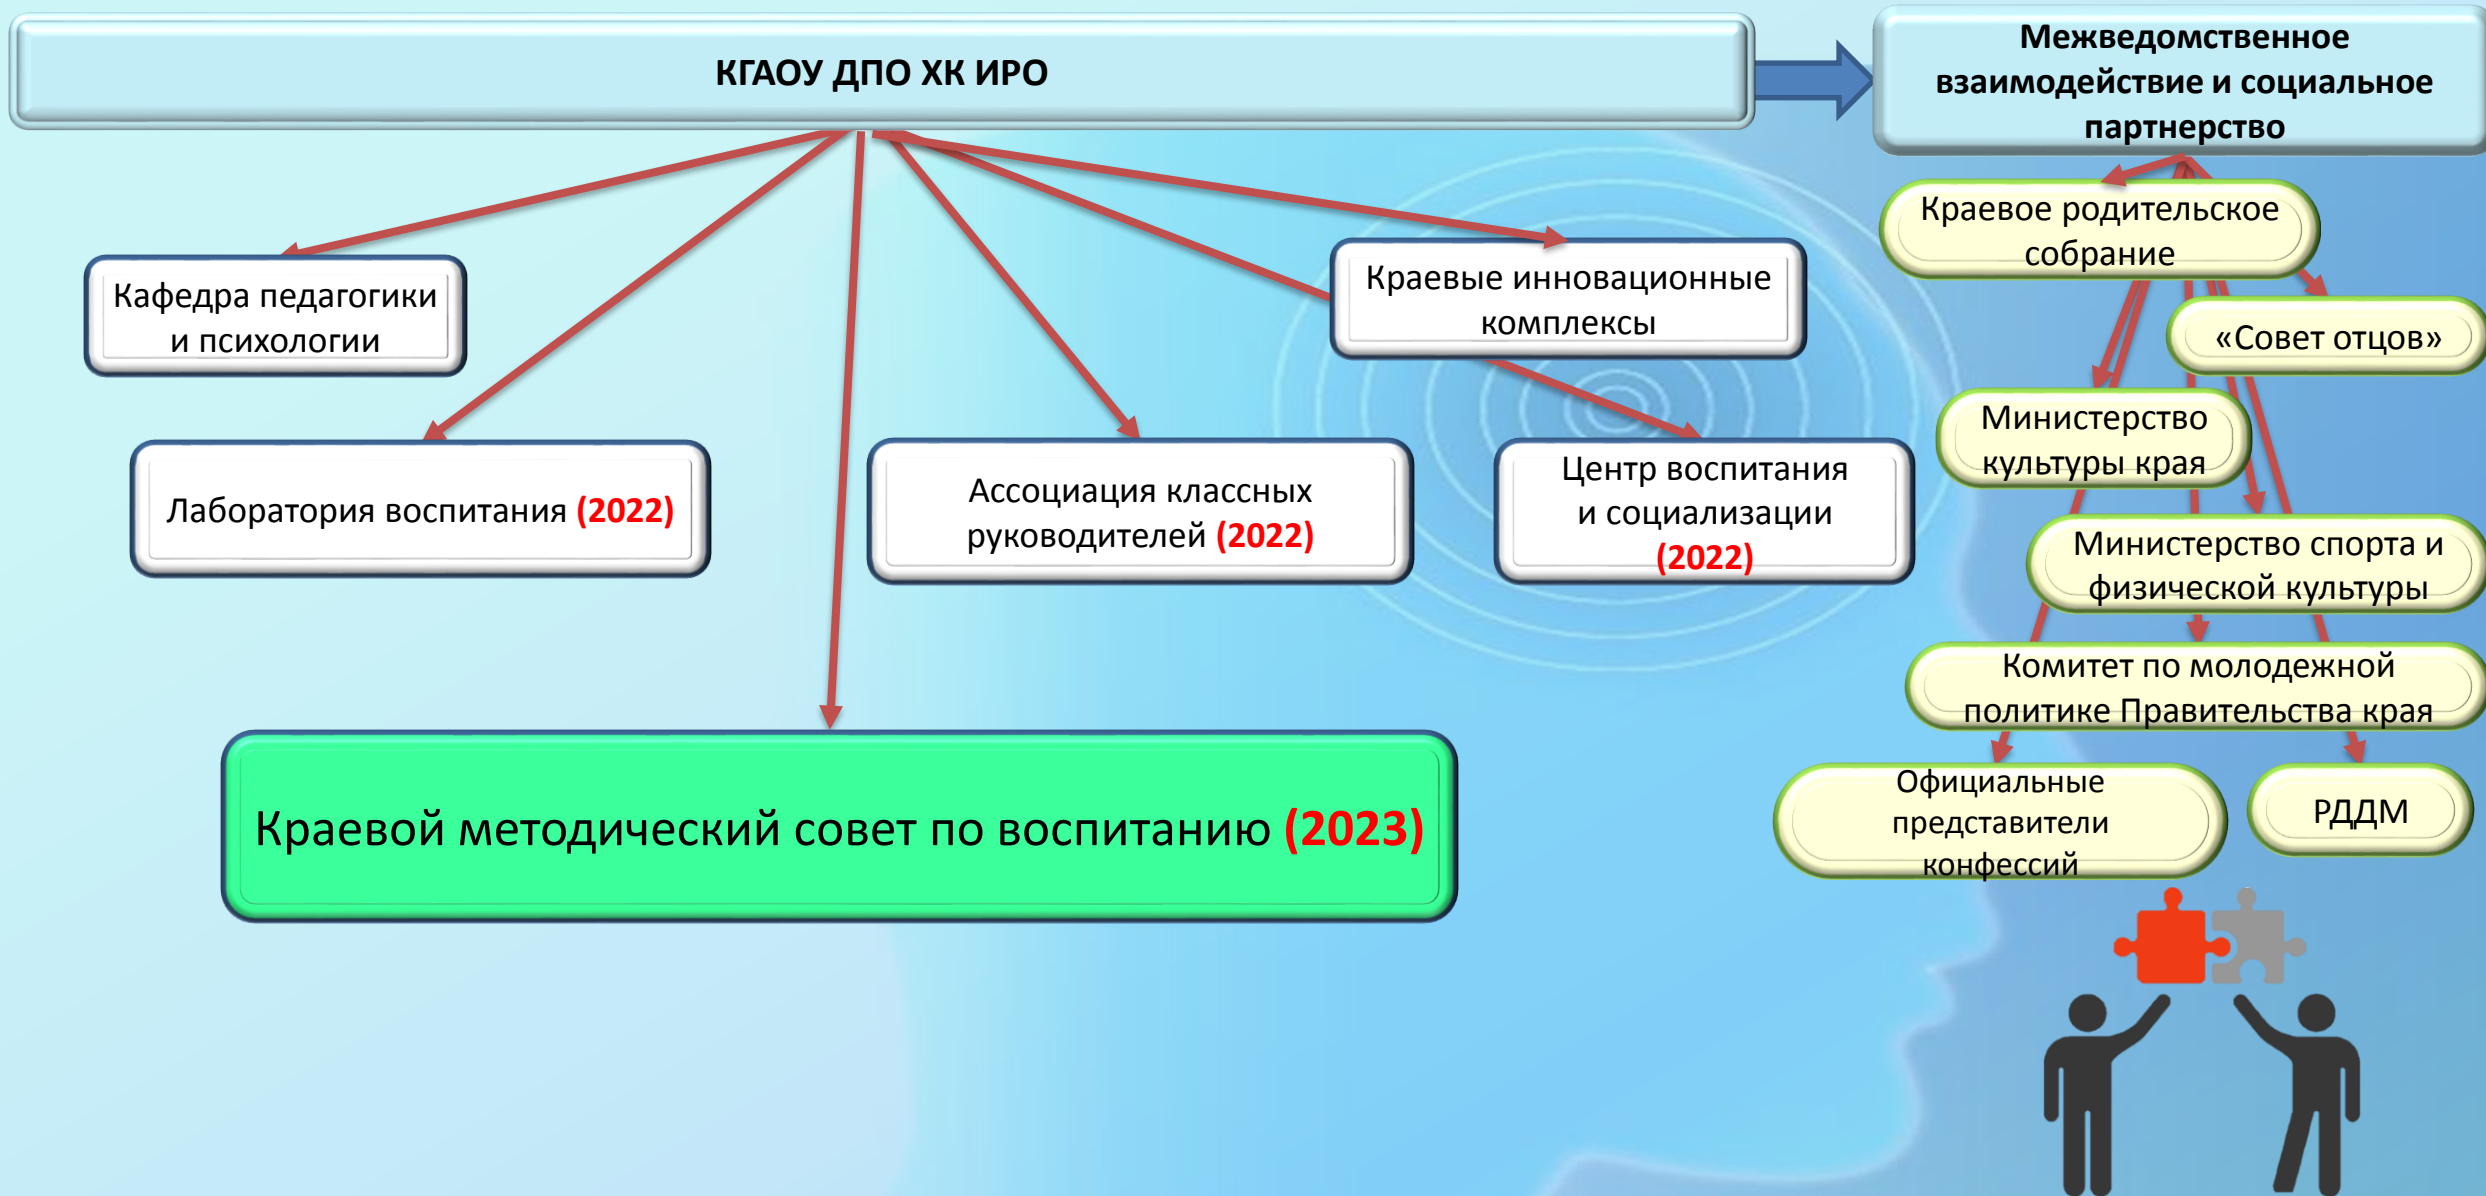 КГАОУ ДПО ХК ИРО
Межведомственное
взаимодействие и социальное
партнерство
Кафедра педагогики
и психологии
Краевые инновационные
комплексы
Лаборатория воспитания (2022)
Ассоциация классных
руководителей (2022)
Центр воспитания
и социализации
(2022)
Краевой методический совет по воспитанию (2023)
Краевое родительское
собрание
«Совет отцов»
Министерство
культуры края
Министерство спорта и
физической культуры
Комитет по молодежной
политике Правительства края
Официальные
представители
конфессий
РДДМ